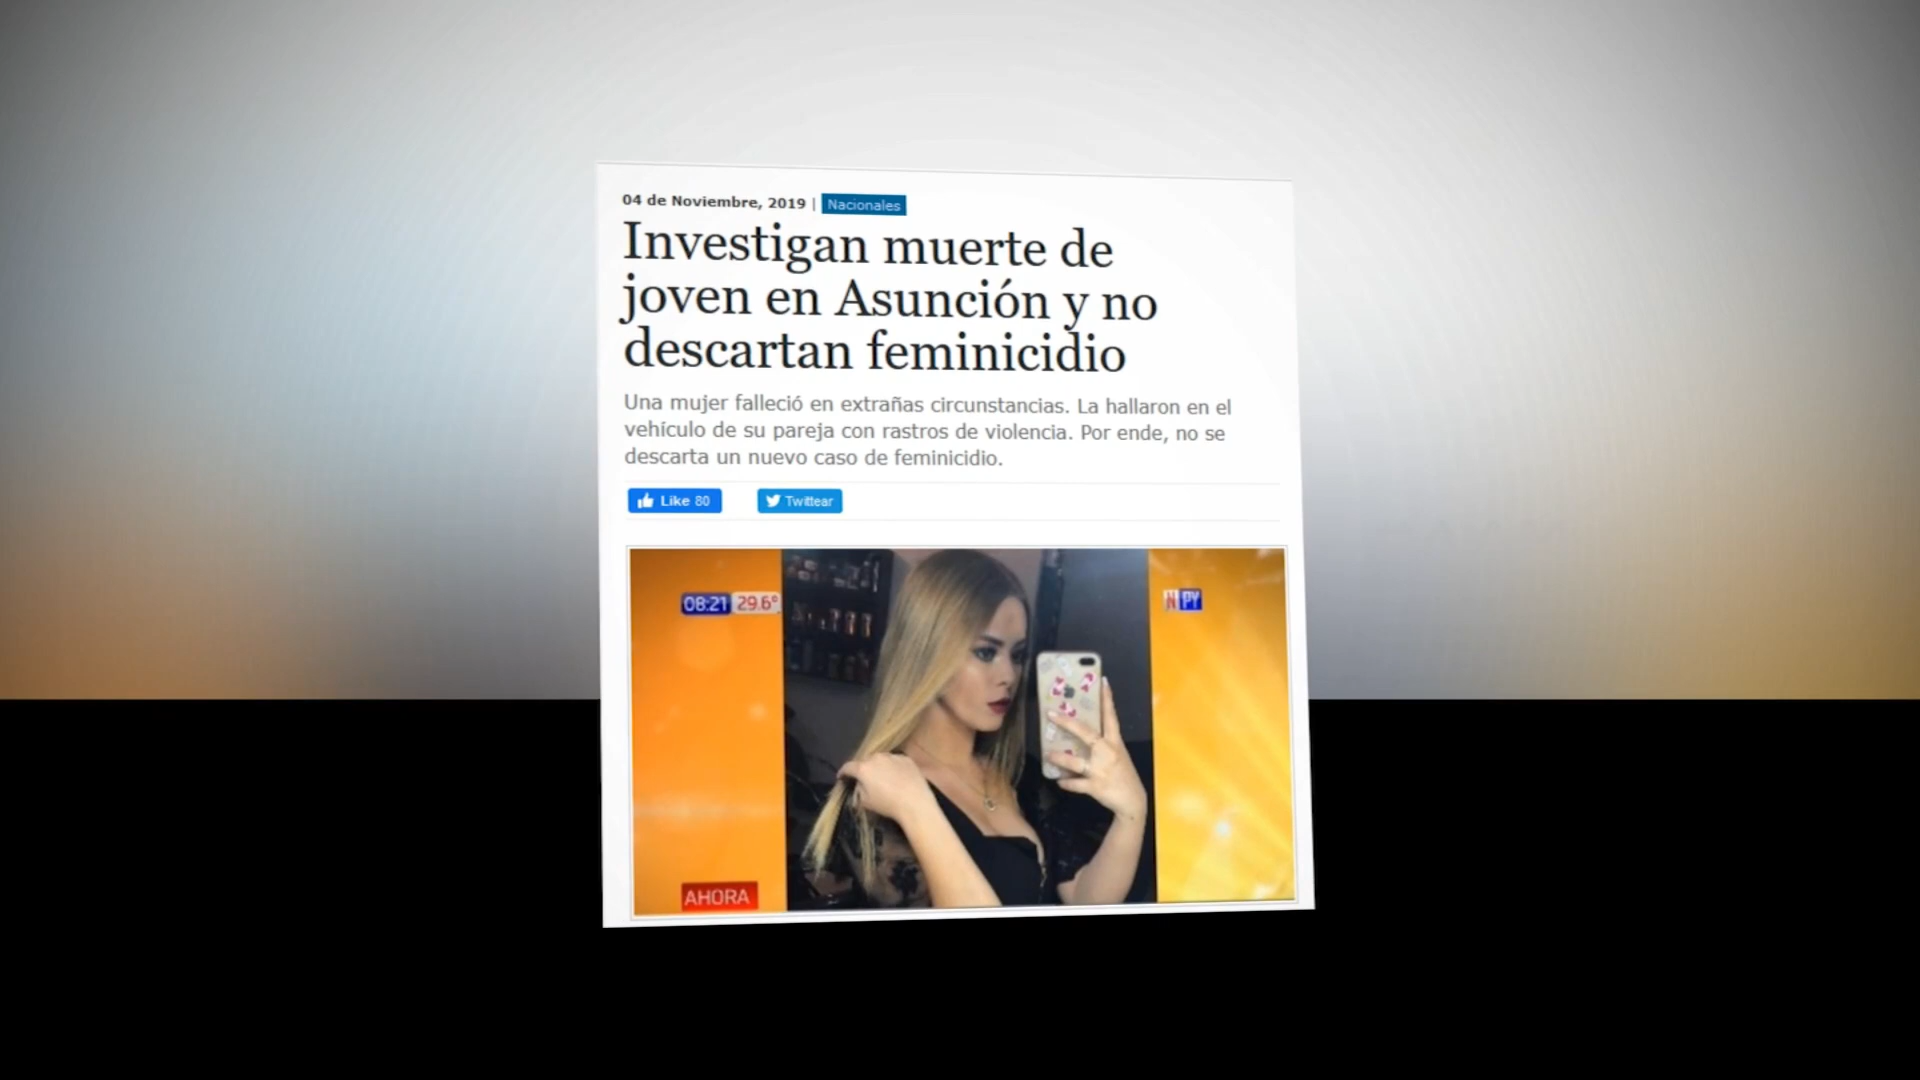 04 de Noviembre, 2019 | Nacionales
Investigan muerte de
joven en Asunción y no
descartan feminicidio
Una mujer falleció en extrañas circunstancias. La hallaron en el
vehículo de su pareja con rastros de violencia. Por ende, no se
descarta un nuevo caso de feminicidio.
Like 80 Twittear
08:21 29.6° NPY
AHORA